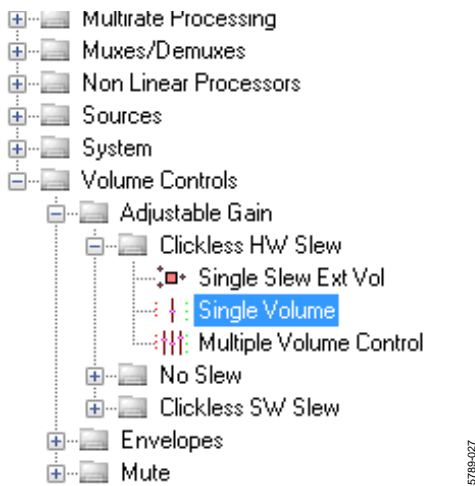 Multirate Processing
Muxes/Demuxes
Non Linear Processors
Sources
System
Volume Controls
Adjustable Gain
Clickless HW Slew
Single Slew Ext Vol
Single Volume
Multiple Volume Control
No Slew
Clickless SW Slew
Envelopes
Mute
5789-027